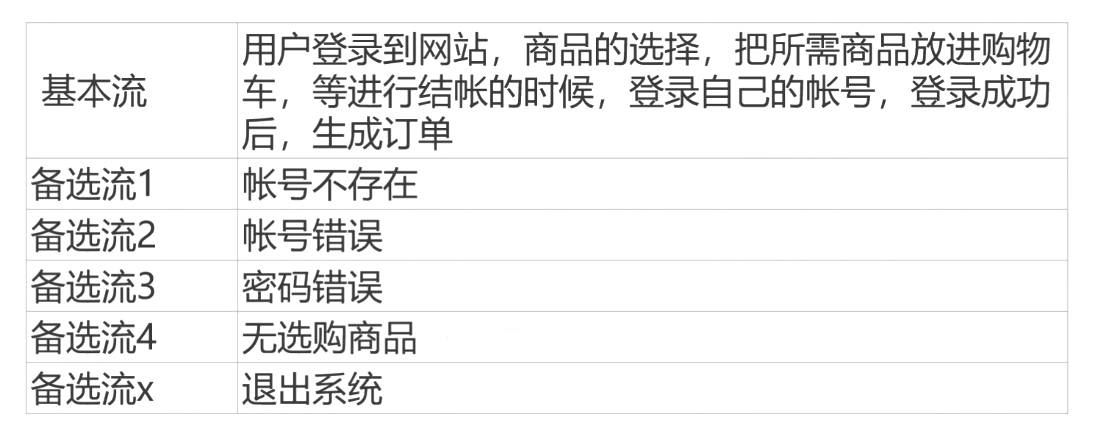 基本流
用户登录到网站，商品的选择，把所需商品放进购物
车，等进行结帐的时候，登录自己的帐号，登录成功
后，生成订单
备选流1
帐号不存在
备选流2
帐号错误
备选流3
密码错误
备选流4
无选购商品
备选流x
退出系统